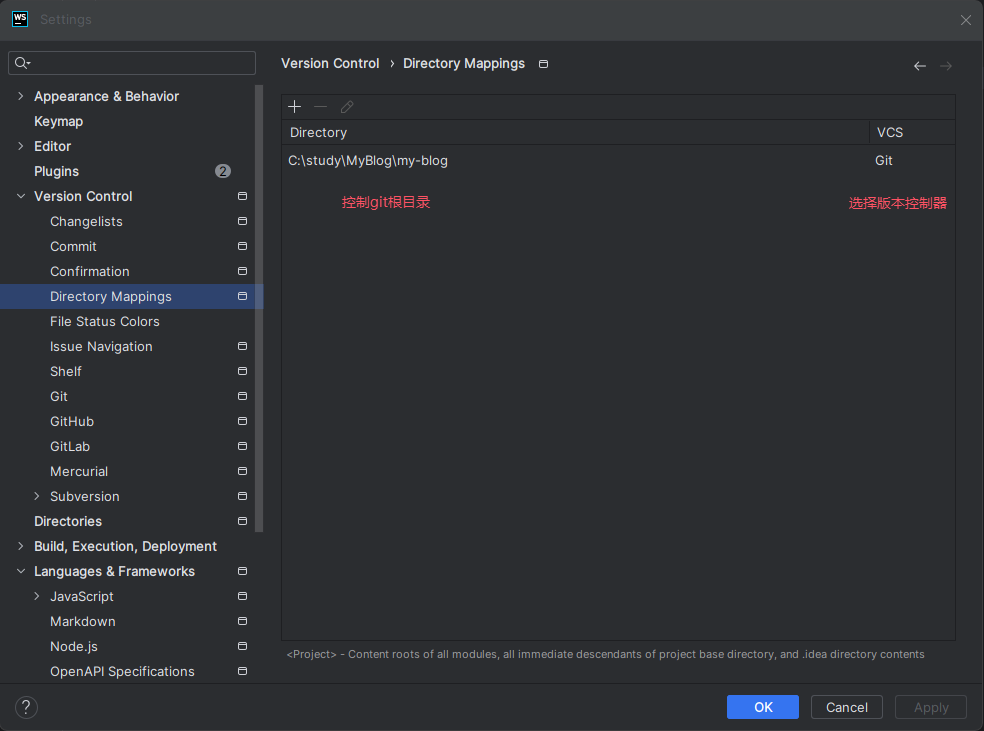 WS Settings
Version Control › Directory Mappings
Appearance & Behavior
Keymap
Editor
Plugins 2
Version Control
Changelists
Commit
Confirmation
Directory Mappings
File Status Colors
Issue Navigation
Shelf
Git
GitHub
GitLab
Mercurial
Subversion
Directories
Build, Execution, Deployment
Languages & Frameworks
JavaScript
Markdown
Node.js
OpenAPI Specifications
Directory VCS
C:\study\MyBlog\my-blog Git
控制git根目录 选择版本控制器
<Project> - Content roots of all modules, all immediate descendants of project base directory, and .idea directory contents
? OK Cancel Apply